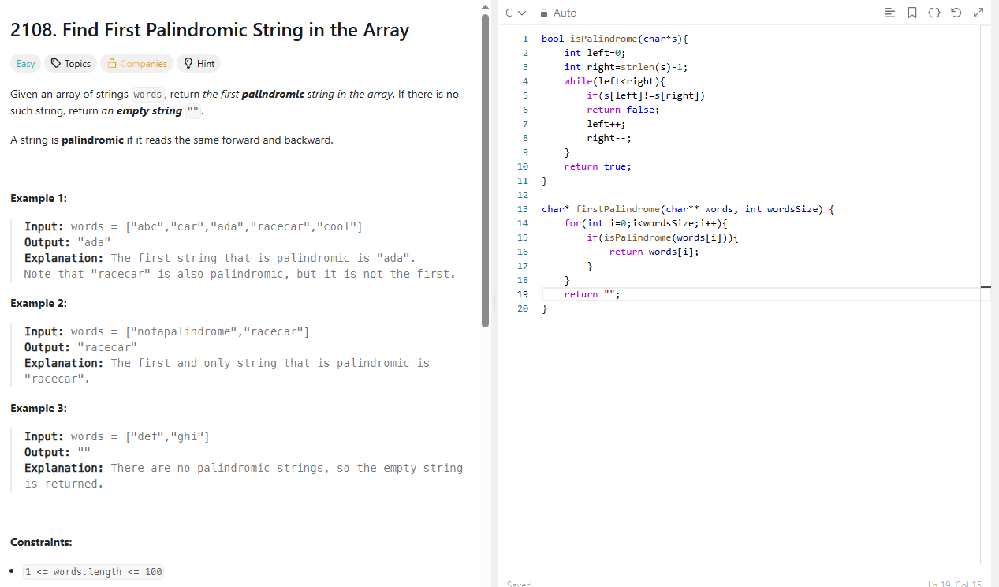 2108. Find First Palindromic String in the Array
Easy Topics Companies Hint
Given an array of strings words, return the first palindromic string in the array. If there is no
such string, return an empty string "".
A string is palindromic if it reads the same forward and backward.
Example 1:
Input: words = ["abc","car","ada","racecar","cool"]
Output: "ada"
Explanation: The first string that is palindromic is "ada".
Note that "racecar" is also palindromic, but it is not the first.
Example 2:
Input: words = ["notapalindrome","racecar"]
Output: "racecar"
Explanation: The first and only string that is palindromic is
"racecar".
Example 3:
Input: words = ["def","ghi"]
Output: ""
Explanation: There are no palindromic strings, so the empty string
is returned.
Constraints:
• 1 <= words.length <= 100
C Auto
1 bool isPalindrome(char*s){
2     int left=0;
3     int right=strlen(s)-1;
4     while(left<right){
5         if(s[left]!=s[right])
6         return false;
7         left++;
8         right--;
9     }
10     return true;
11 }
12
13 char* firstPalindrome(char** words, int wordsSize) {
14     for(int i=0;i<wordsSize;i++){
15         if(isPalindrome(words[i])){
16             return words[i];
17         }
18     }
19     return "";
20 }
Saved Ln 19, Col 15